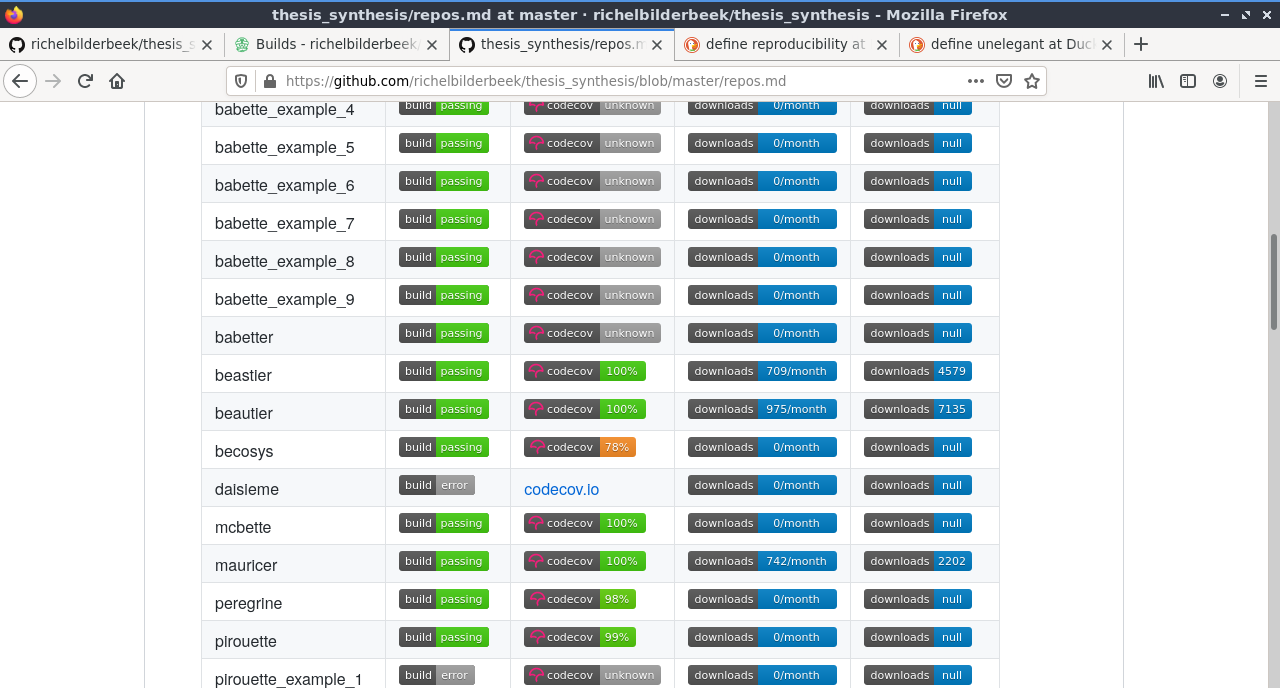 thesis_synthesis/repos.md at master · richelbilderbeek/thesis_synthesis - Mozilla Firefox
richelbilderbeek/thesis_s Builds - richelbilderbeek/ thesis_synthesis/repos.m define reproducibility at define unelegant at Duc
https://github.com/richelbilderbeek/thesis_synthesis/blob/master/repos.md
babette_example_4 build passing codecov unknown downloads 0/month downloads null
babette_example_5 build passing codecov unknown downloads 0/month downloads null
babette_example_6 build passing codecov unknown downloads 0/month downloads null
babette_example_7 build passing codecov unknown downloads 0/month downloads null
babette_example_8 build passing codecov unknown downloads 0/month downloads null
babette_example_9 build passing codecov unknown downloads 0/month downloads null
babetter build passing codecov unknown downloads 0/month downloads null
beastier build passing codecov 100% downloads 709/month downloads 4579
beautier build passing codecov 100% downloads 975/month downloads 7135
becosys build passing codecov 78% downloads 0/month downloads null
daisieme build error codecov.io downloads 0/month downloads null
mcbette build passing codecov 100% downloads 0/month downloads null
mauricer build passing codecov 100% downloads 742/month downloads 2202
peregrine build passing codecov 98% downloads 0/month downloads null
pirouette build passing codecov 99% downloads 0/month downloads null
pirouette_example_1 build error codecov unknown downloads 0/month downloads null